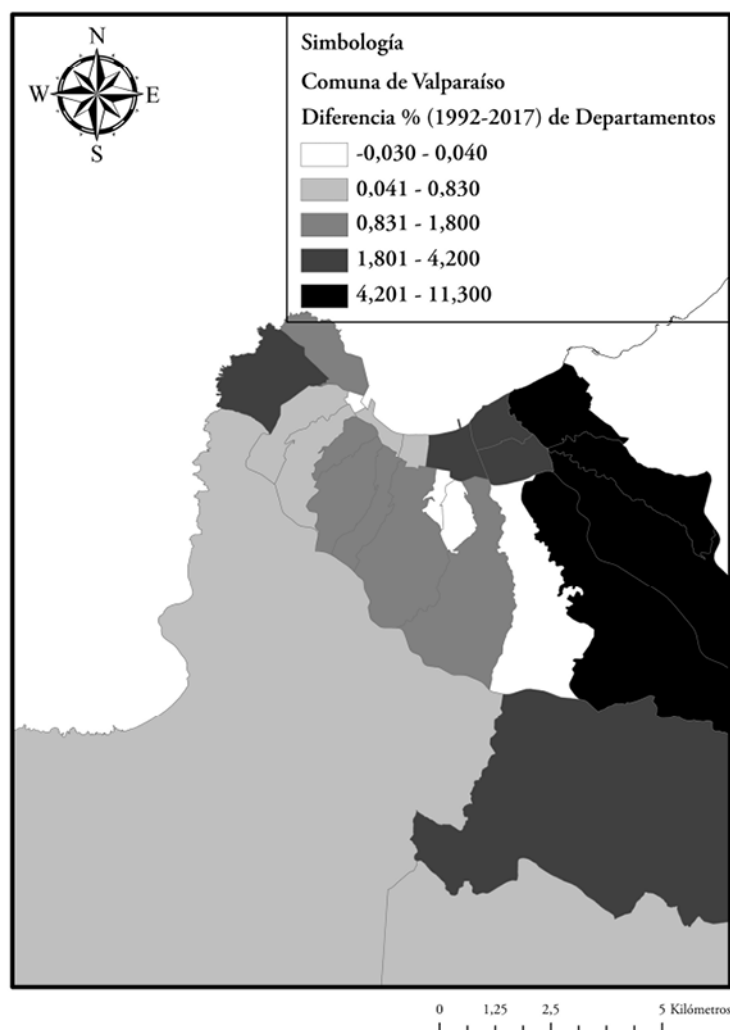 N
W E
S
Simbología
Comuna de Valparaíso
Diferencia % (1992-2017) de Departamentos
-0,030 - 0,040
0,041 - 0,830
0,831 - 1,800
1,801 - 4,200
4,201 - 11,300
0 1,25 2,5 5 Kilómetros